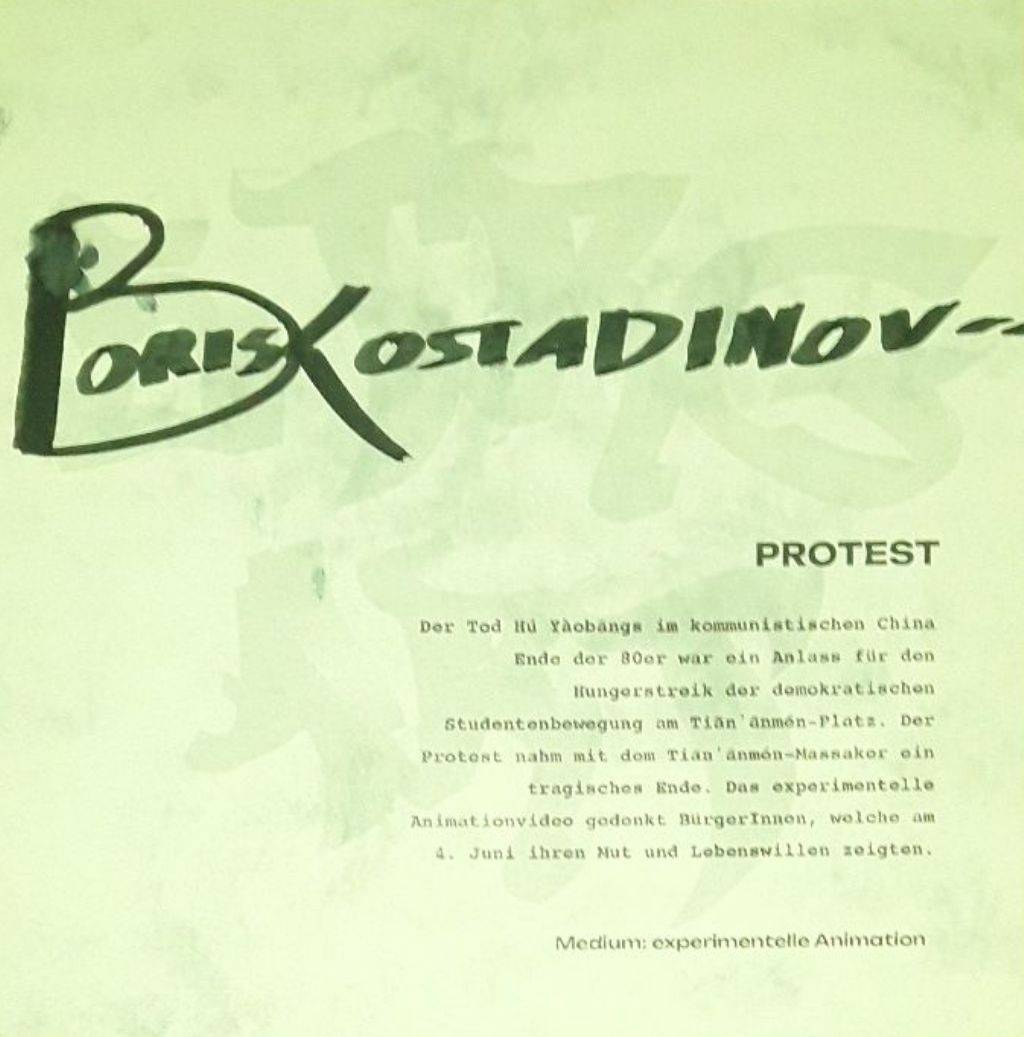 BORIS KOSTADINOV--
PROTEST
Der Tod Hú Yàobāngs im kommunistischen China
Ende der 80er war ein Anlass für den
Hungerstreik der demokratischen
Studentenbewegung am Tiān'ānmén-Platz. Der
Protest nahm mit dem Tian'ānmén-Massaker ein
tragisches Ende. Das experimentelle
Animationvideo gedenkt BürgerInnen, welche am
4. Juni ihren Mut und Lebenswillen zeigten.
Medium: experimentelle Animation